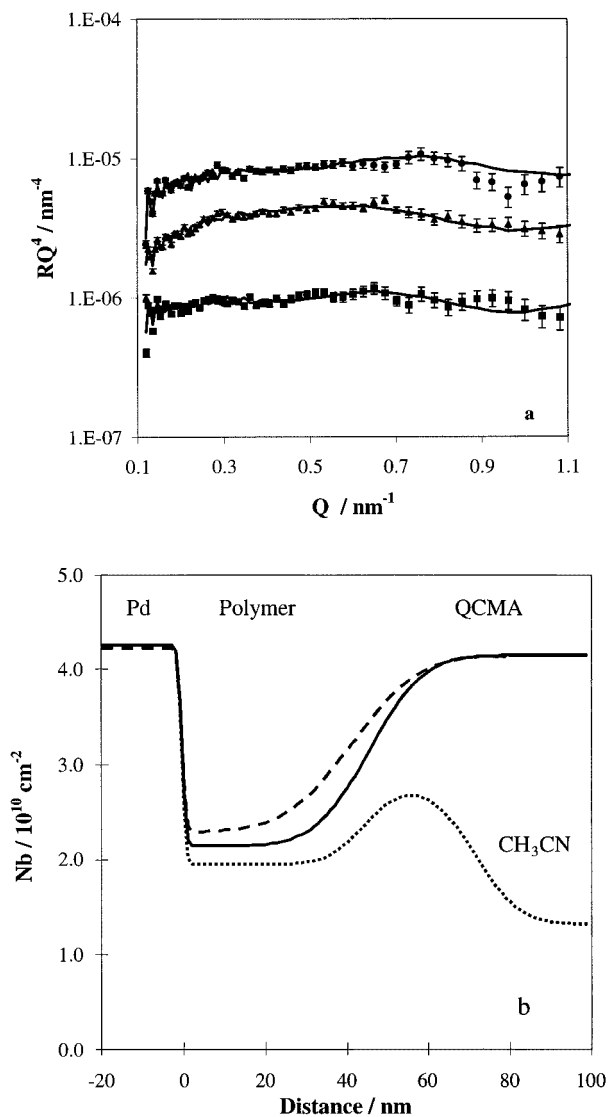 1.E-04
1.E-05
1.E-06
1.E-07
RQ⁴ / nm⁻⁴
0.1 0.3 0.5 0.7 0.9 1.1
Q / nm⁻¹
a
5.0
4.0
3.0
2.0
1.0
0.0
Nb / 10¹⁰ cm⁻²
Pd Polymer QCMA
CH₃CN
b
-20 0 20 40 60 80 100
Distance / nm